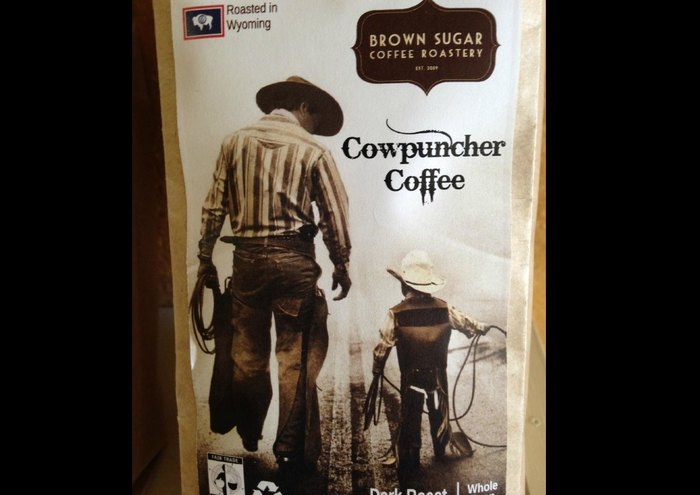 Roasted in
Wyoming
BROWN SUGAR
COFFEE ROASTERY
EST. 2009
Cowpuncher
Coffee
FAIR TRADE
Dark Roast
Whole